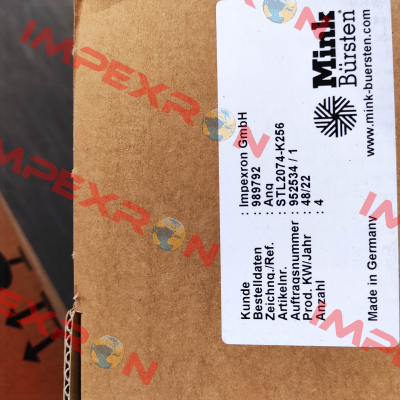 Mink
Bürsten
www.mink-buersten.com
Kunde : Impexron GmbH
Bestelldaten : 989792
Zeichnq./Ref. : Anq
Artikelnr. : STL2074-K256
Auftragsnummer : 952534 / 1
Prod. KW/Jahr : 48/22
Anzahl : 4
Made in Germany
IMPEXRON
IMPEXRON
IMPEXRON
IMPEXRON